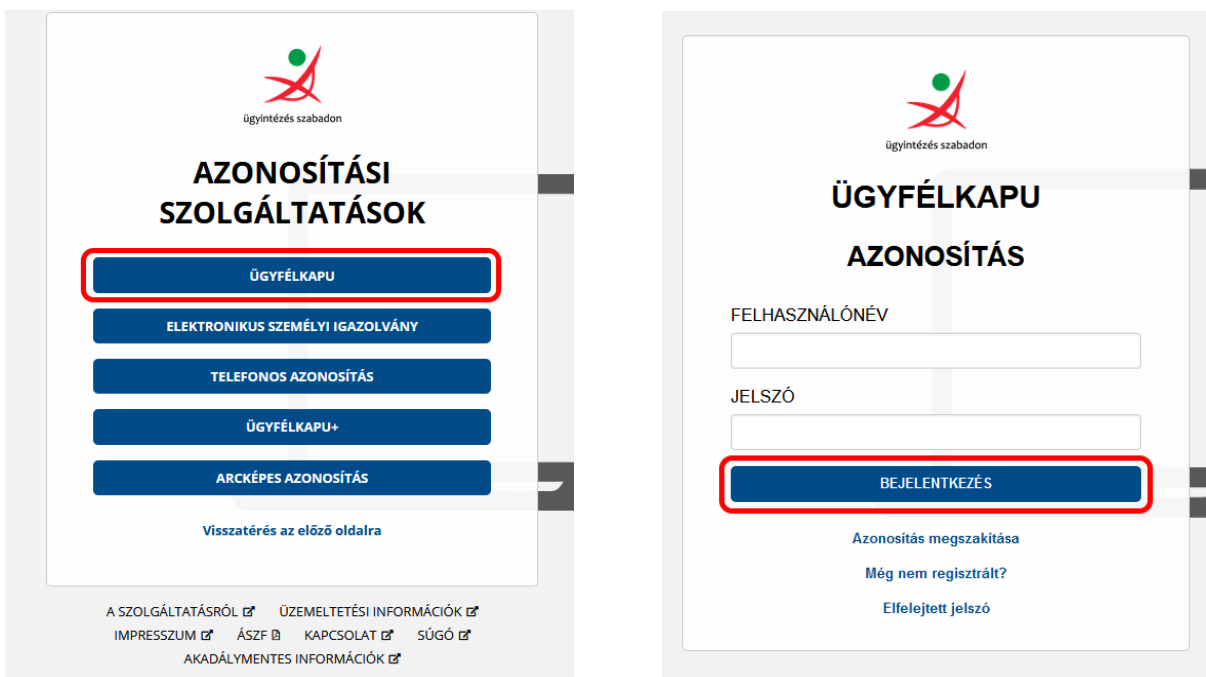 ügyintézés szabadon
AZONOSÍTÁSI
SZOLGÁLTATÁSOK
ÜGYFÉLKAPU
ELEKTRONIKUS SZEMÉLYI IGAZOLVÁNY
TELEFONOS AZONOSÍTÁS
ÜGYFÉLKAPU+
ARCKÉPES AZONOSÍTÁS
Visszatérés az előző oldalra
A SZOLGÁLTATÁSRÓL ÜZEMELTETÉSI INFORMÁCIÓK
IMPRESSZUM ÁSZF KAPCSOLAT SÚGÓ
AKADÁLYMENTES INFORMÁCIÓK
ügyintézés szabadon
ÜGYFÉLKAPU
AZONOSÍTÁS
FELHASZNÁLÓNÉV
JELSZÓ
BEJELENTKEZÉS
Azonosítás megszakítása
Még nem regisztrált?
Elfelejtett jelszó